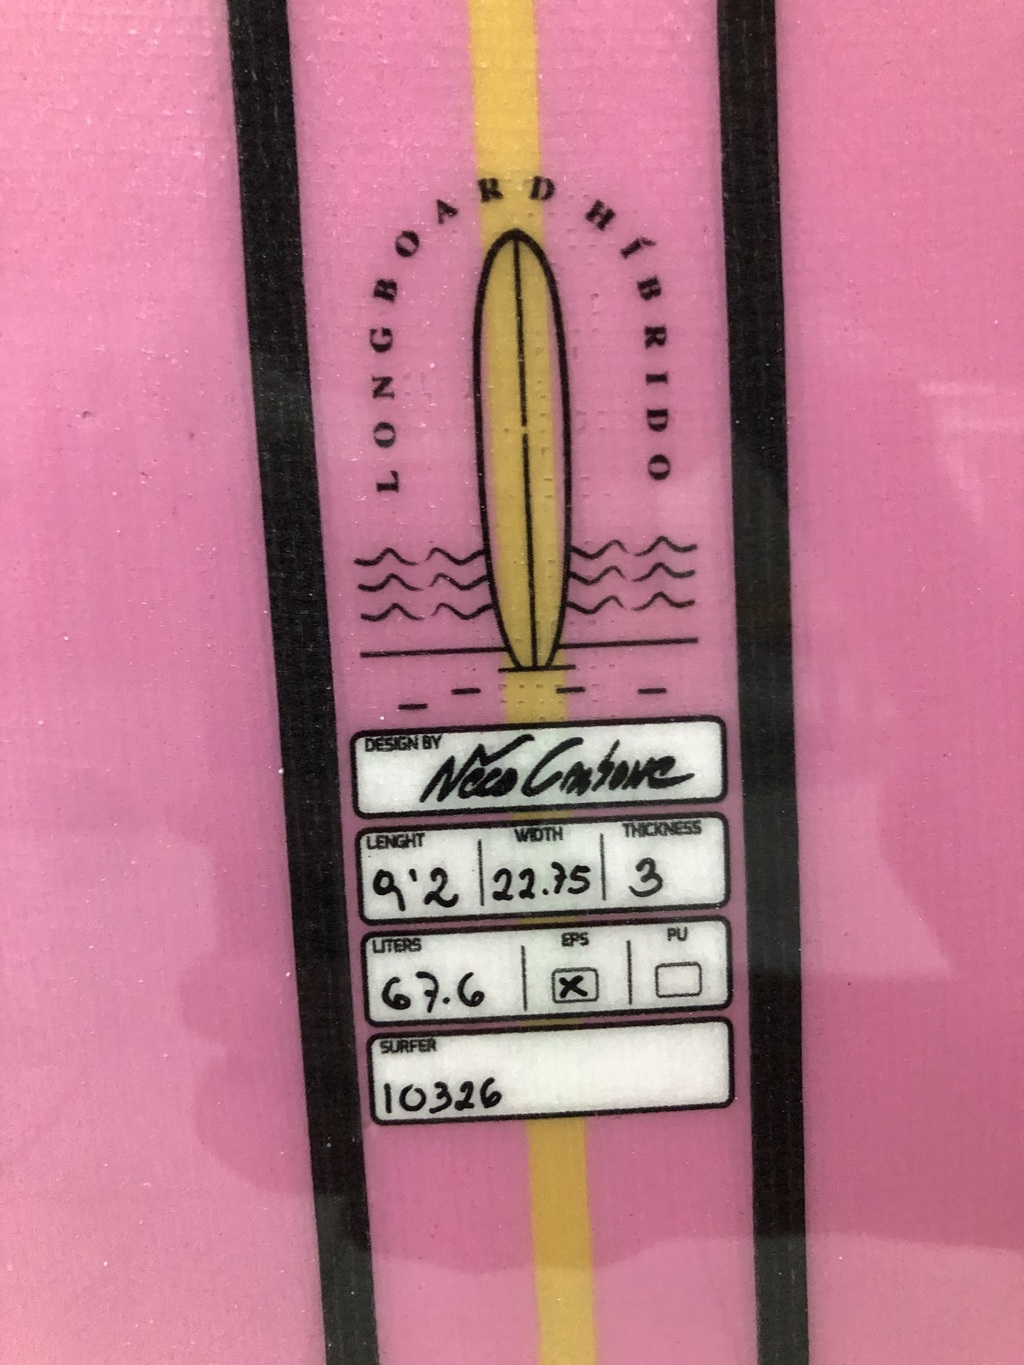 LONGBOARD HÍBRIDO
DESIGN BY
Neco Carbone
LENGHT WIDTH THICKNESS
9'2 22.75 3
LITERS EPS PU
67.6 x
SURFER
10326